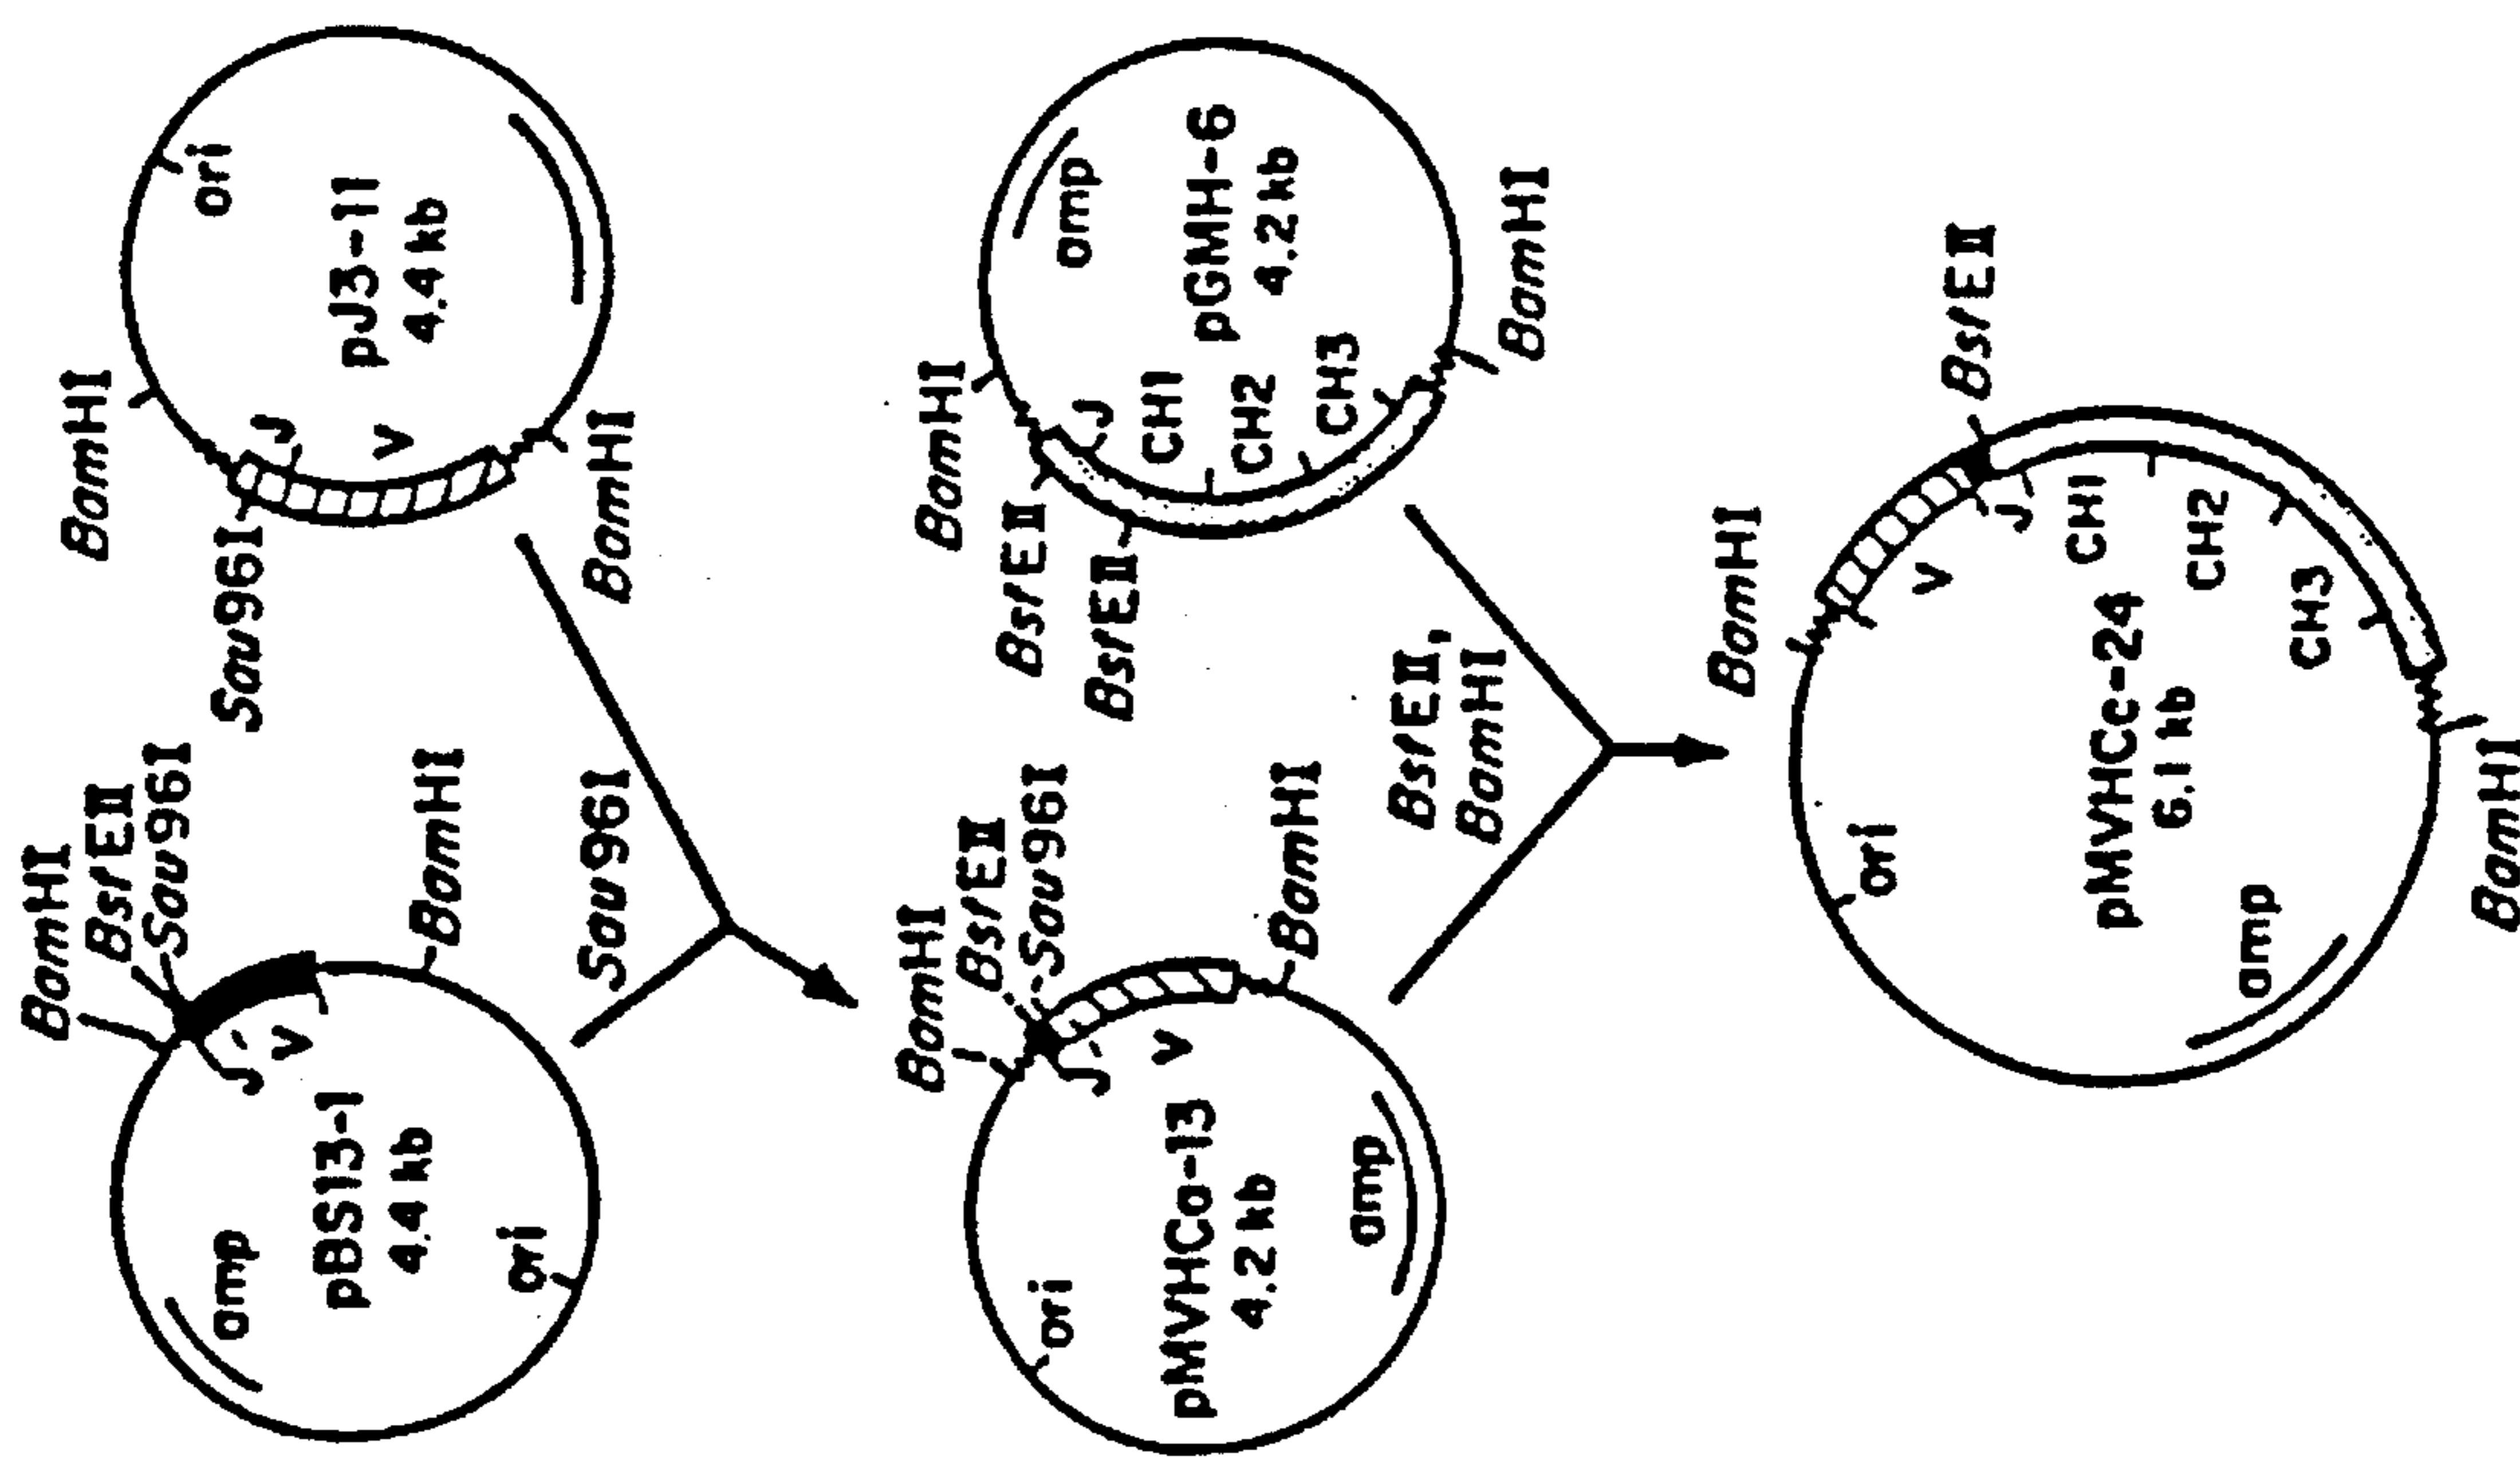 BamHI
BstEII
Sau96I
J
V
BamHI
amp
pBS13-1
4.4 kb
ori
BamHI
Sau96I
J
V
BamHI
ori
pJ3-11
4.4 kb
Sau96I
BamHI
BstEII
Sau96I
J
V
BamHI
ori
pMVHCa-13
4.2 kb
amp
BamHI
BstEII
BstEII
J
CH1
CH2
CH3
BamHI
amp
pGMH-6
4.2 kb
BstEII,
BamHI
BamHI
BstEII
V
J
CH1
CH2
CH3
ori
pMVHCc-24
6.1 kb
amp
BamHI